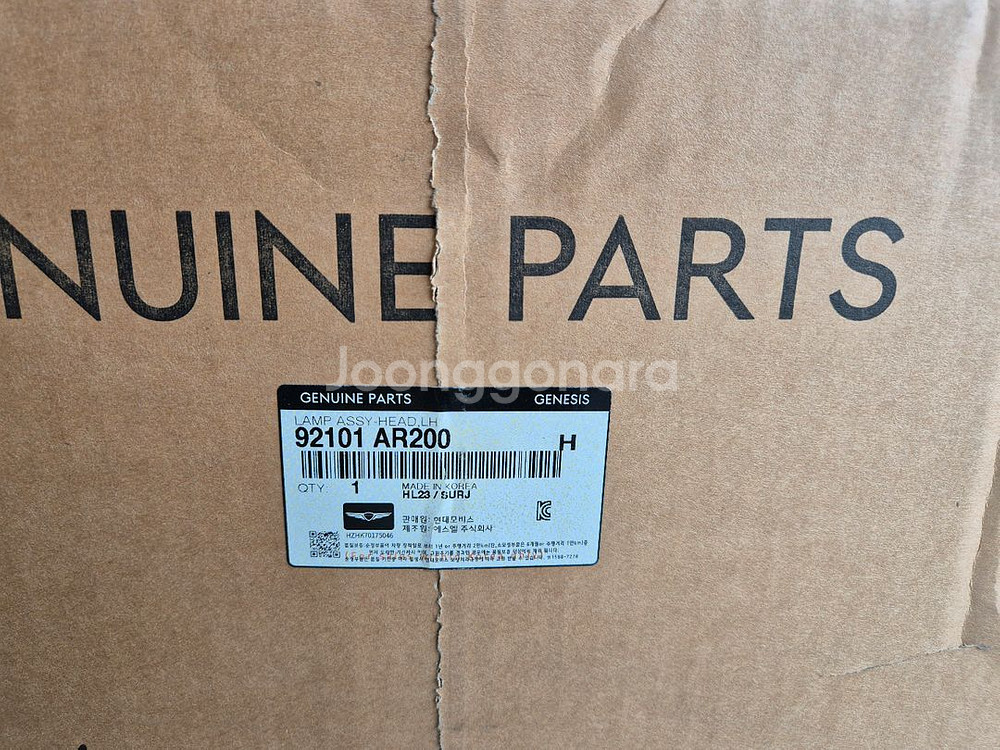 NUINE PARTS
Joonggonara
GENUINE PARTS GENESIS
LAMP ASSY-HEAD,LH
92101 AR200 H
QTY: 1 MADE IN KOREA
HL23 / SURJ
판매원: 현대모비스
제조원: 에스엘 주식회사
HZHK70175046